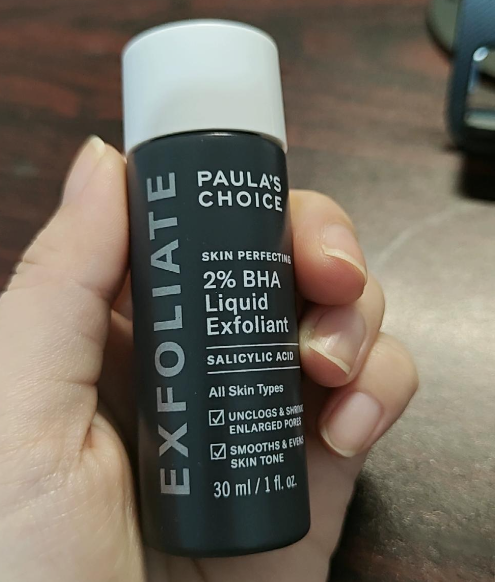 EXFOLIATE
PAULA'S
CHOICE
SKIN PERFECTING
2% BHA
Liquid
Exfoliant
SALICYLIC ACID
All Skin Types
UNCLOGS &
ENLARGED
SMOOTHS &
SKIN TONE
30 ml / 1 fl. oz.